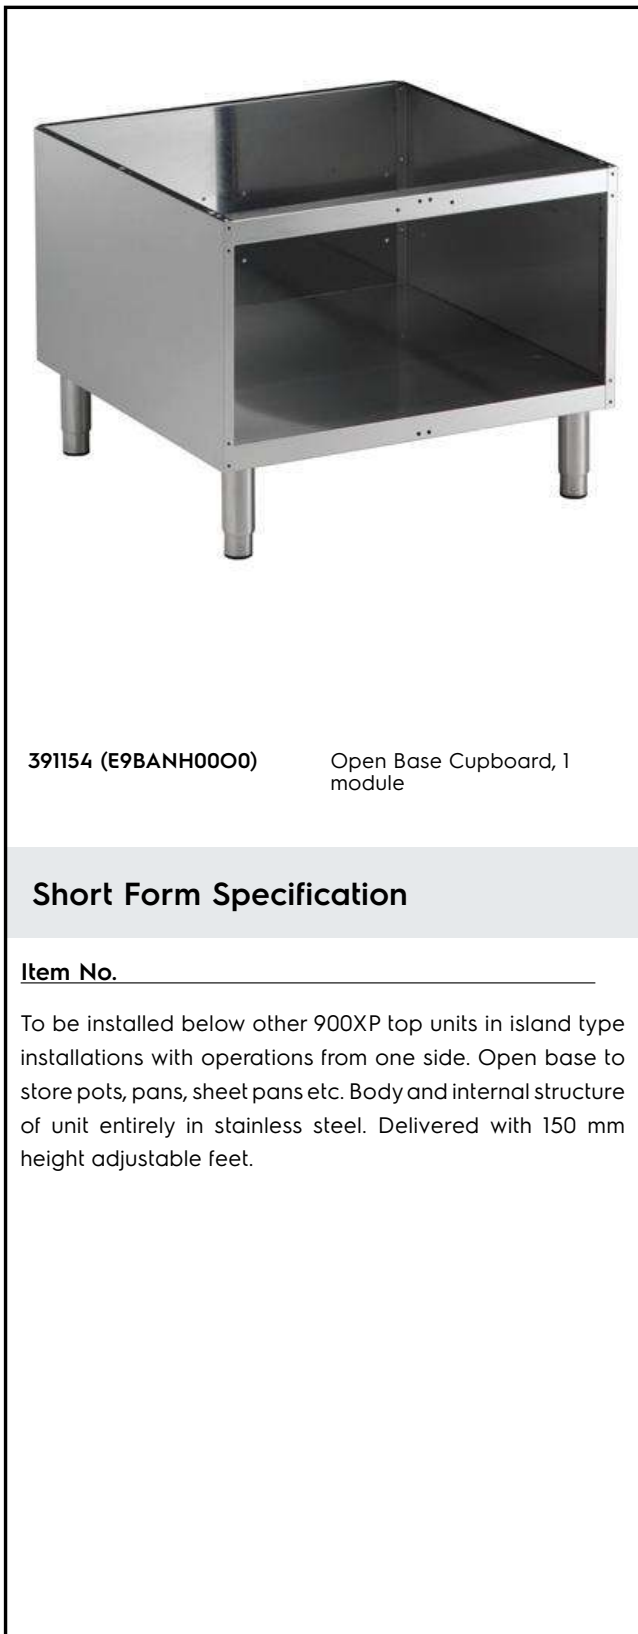 391154 (E9BANH00O0)
Open Base Cupboard, 1
module
Short Form Specification
Item No.
To be installed below other 900XP top units in island type
installations with operations from one side. Open base to
store pots, pans, sheet pans etc. Body and internal structure
of unit entirely in stainless steel. Delivered with 150 mm
height adjustable feet.